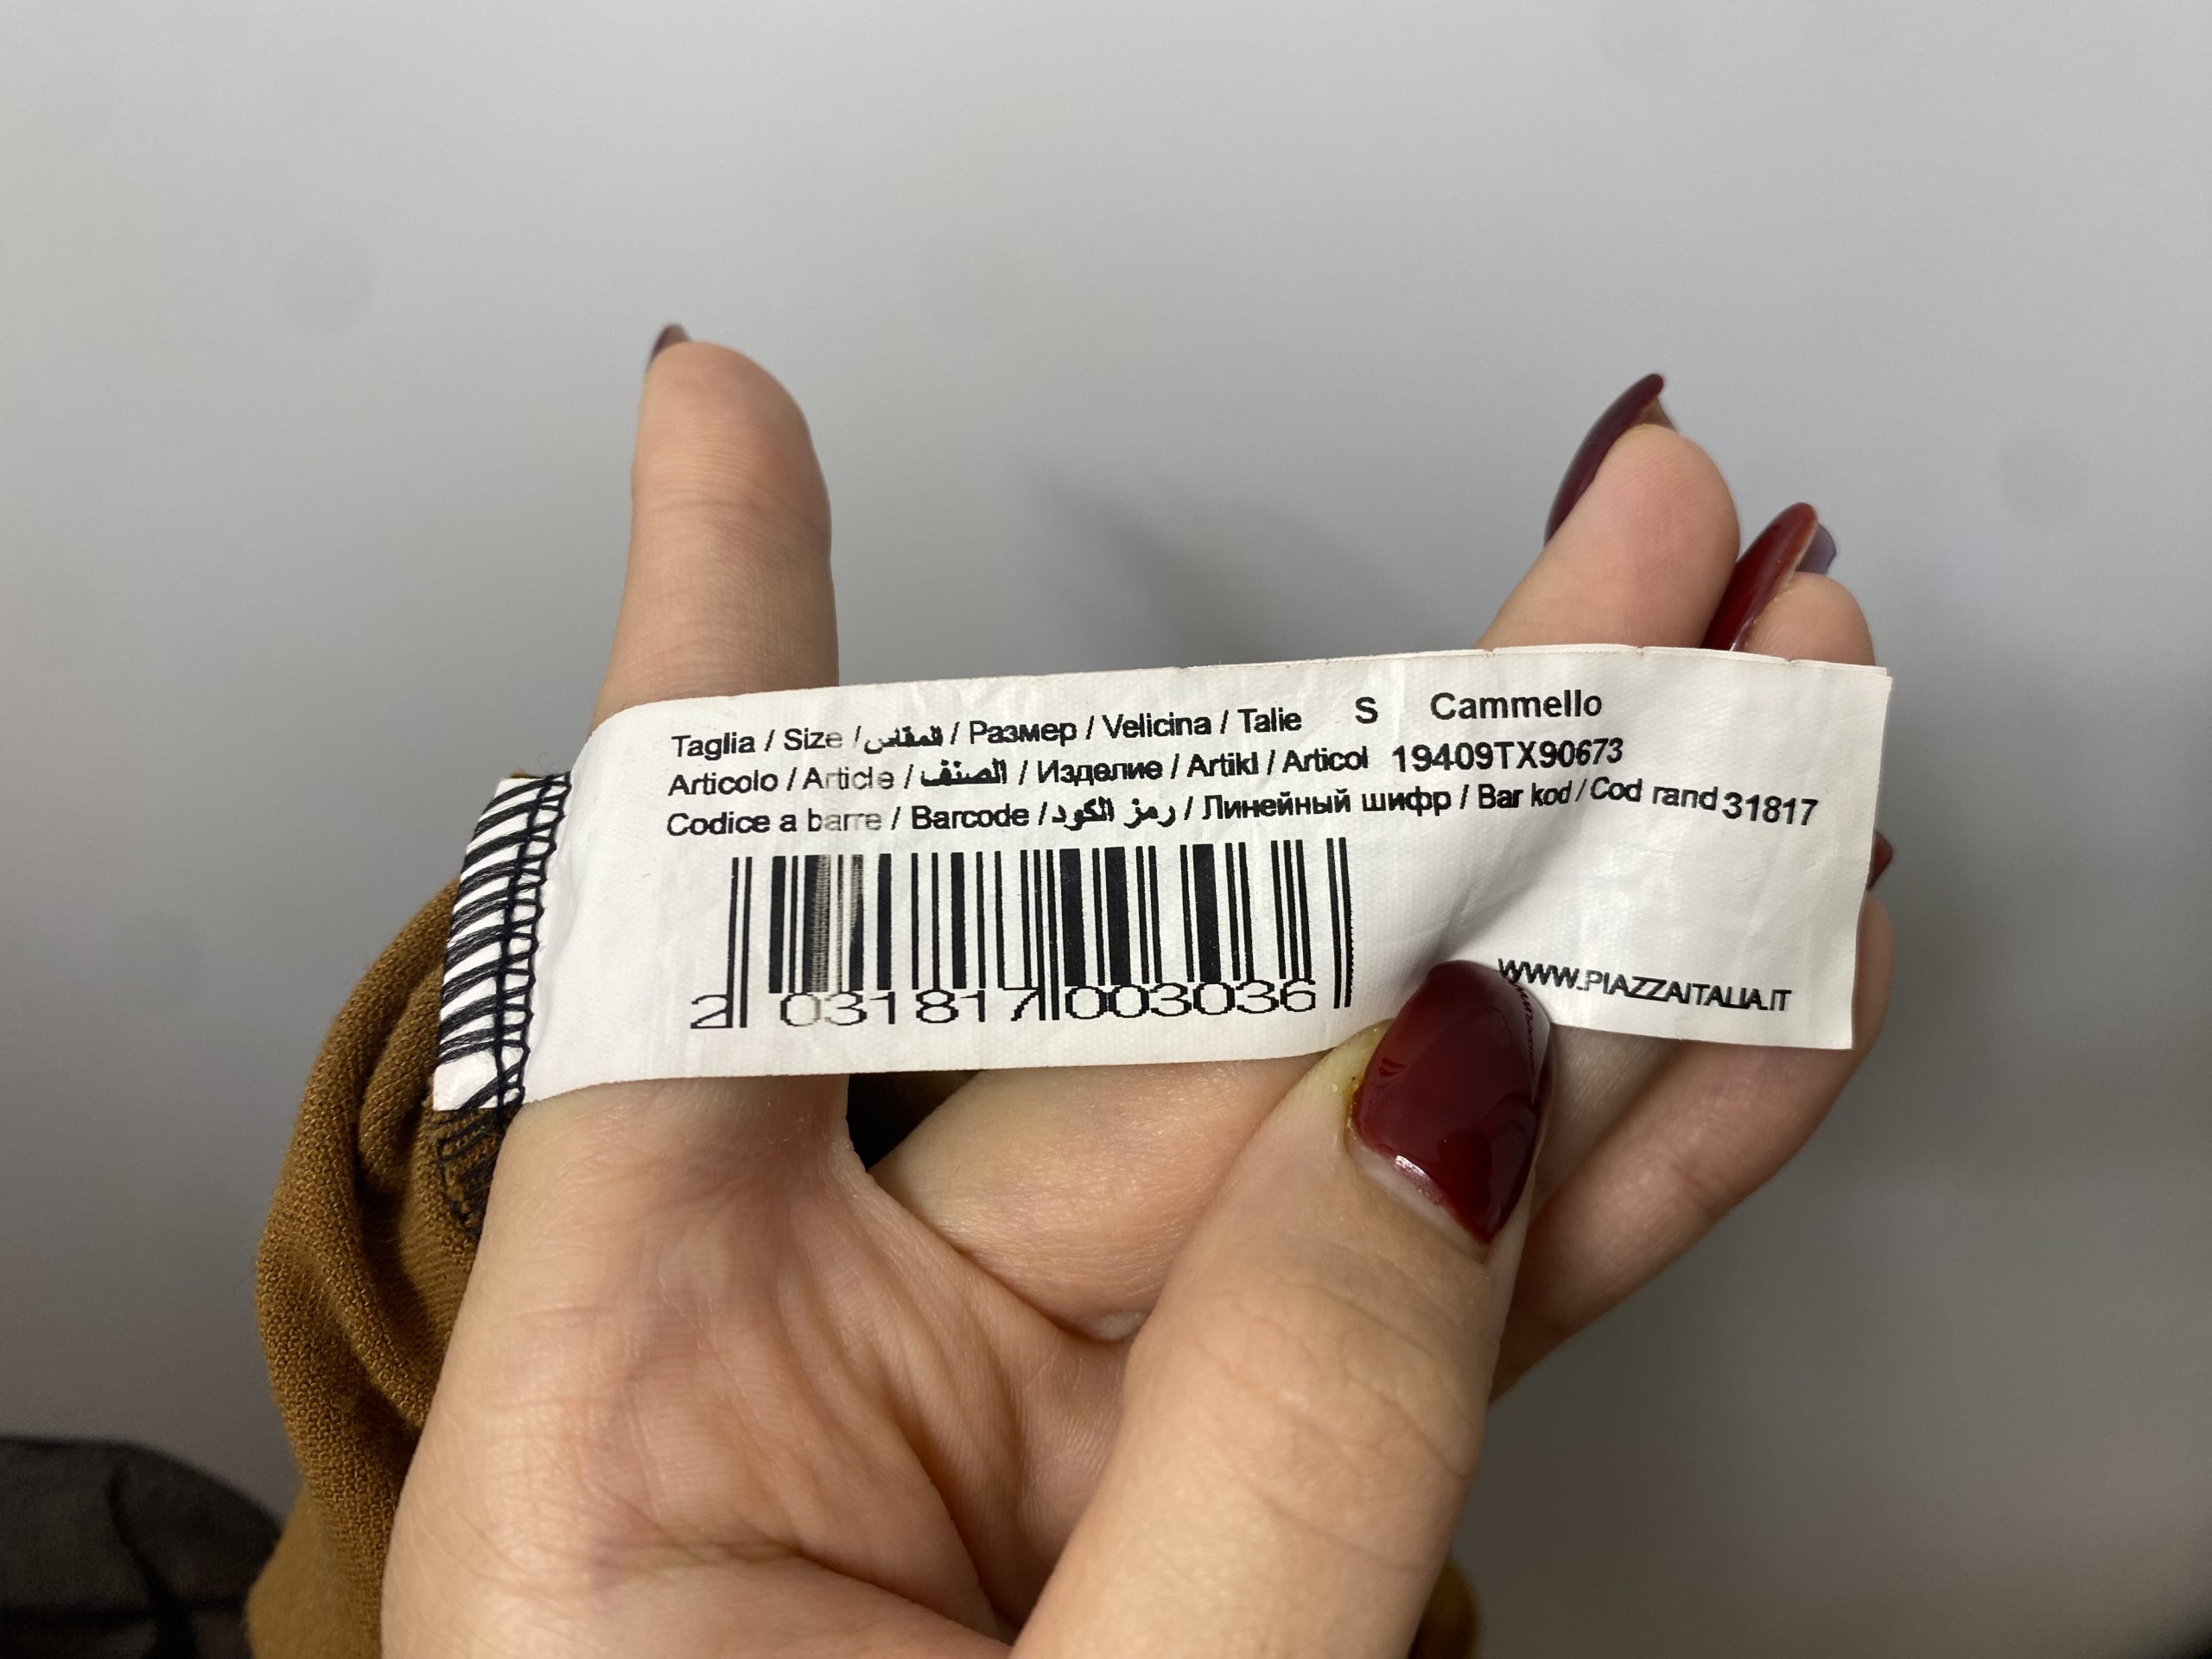 Taglia / Size / المقاس / Размер / Velicina / Talie S Cammello
Articolo / Article / الصنف / Изделие / Artikl / Articol 19409TX90673
Codice a barre / Barcode / رمز الكود / Линейный шифр / Bar kod / Cod rand 31817
2 031817 003036
WWW.PIAZZAITALIA.IT